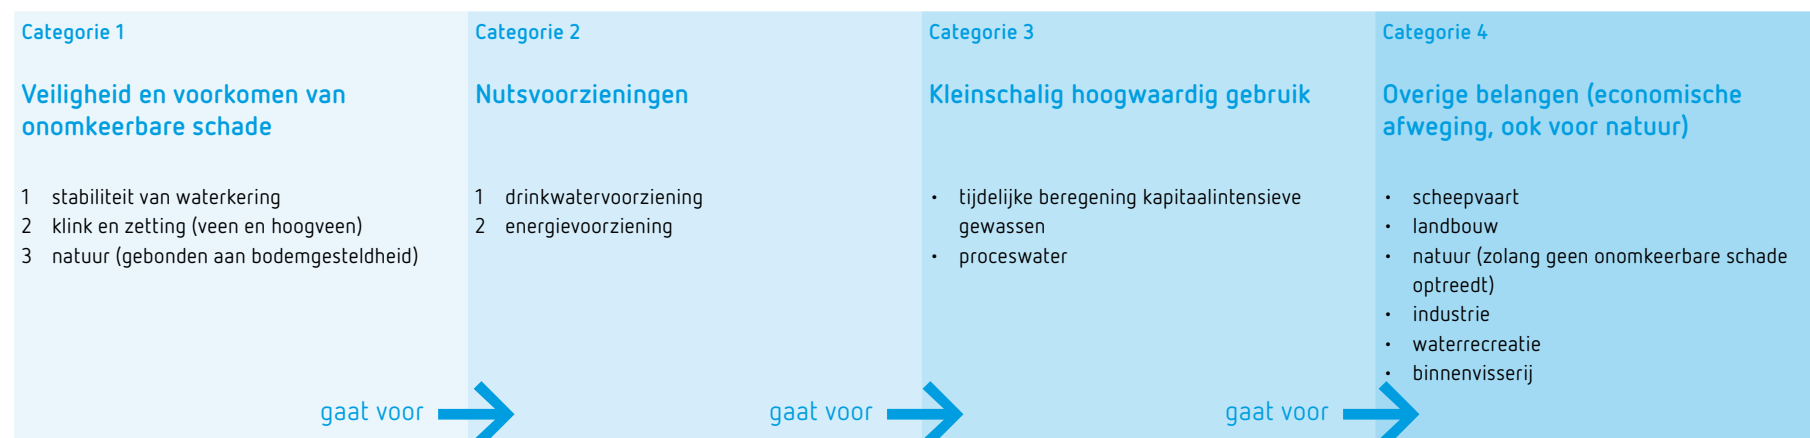 Categorie 1
Veiligheid en voorkomen van
onomkeerbare schade
1 stabiliteit van waterkering
2 klink en zetting (veen en hoogveen)
3 natuur (gebonden aan bodemgesteldheid)
gaat voor
Categorie 2
Nutsvoorzieningen
1 drinkwatervoorziening
2 energievoorziening
gaat voor
Categorie 3
Kleinschalig hoogwaardig gebruik
• tijdelijke beregening kapitaalintensieve
gewassen
• proceswater
gaat voor
Categorie 4
Overige belangen (economische
afweging, ook voor natuur)
• scheepvaart
• landbouw
• natuur (zolang geen onomkeerbare schade
optreedt)
• industrie
• waterrecreatie
• binnenvisserij